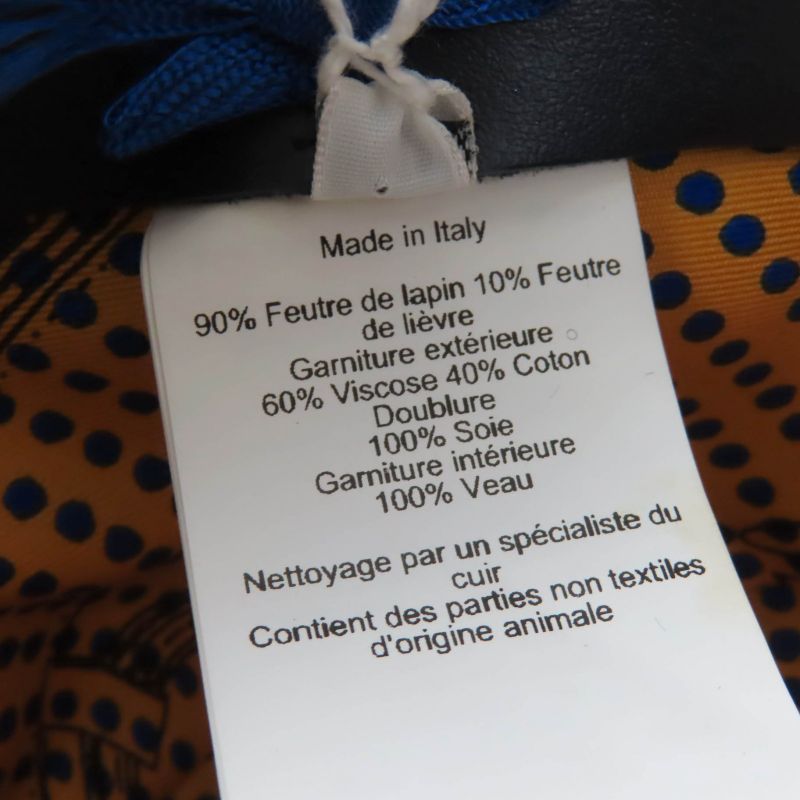 Made in Italy
90% Feutre de lapin 10% Feutre
de lièvre
Garniture extérieure
60% Viscose 40% Coton
Doublure
100% Soie
Garniture intérieure
100% Veau
Nettoyage par un spécialiste du
cuir
Contient des parties non textiles
d'origine animale